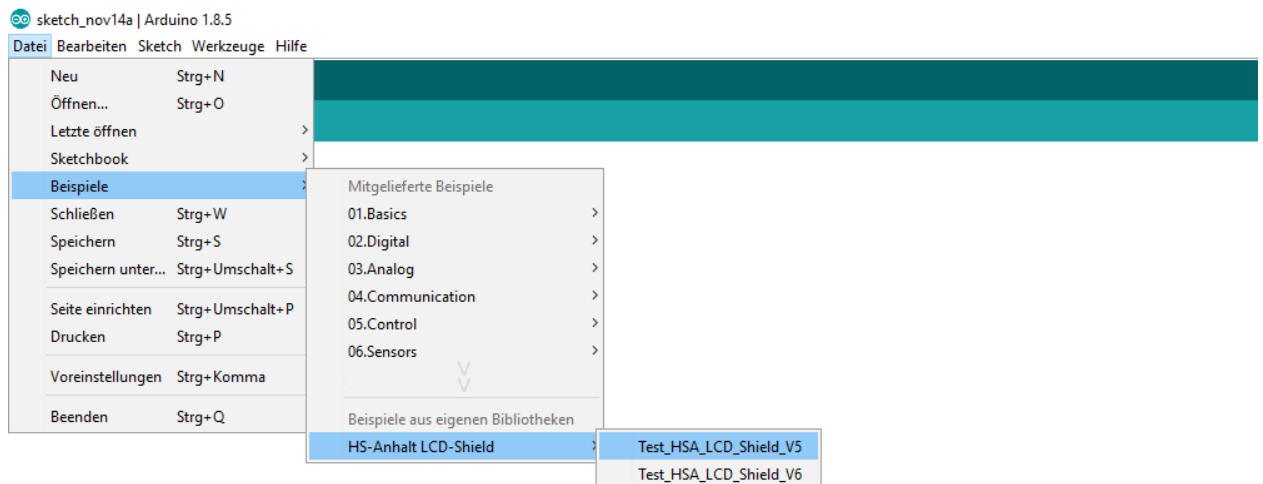 sketch_nov14a | Arduino 1.8.5
Datei Bearbeiten Sketch Werkzeuge Hilfe
Neu Strg+N
Öffnen... Strg+O
Letzte öffnen
Sketchbook
Beispiele
Schließen Strg+W
Speichern Strg+S
Speichern unter... Strg+Umschalt+S
Seite einrichten Strg+Umschalt+P
Drucken Strg+P
Voreinstellungen Strg+Komma
Beenden Strg+Q
Mitgelieferte Beispiele
01.Basics
02.Digital
03.Analog
04.Communication
05.Control
06.Sensors
Beispiele aus eigenen Bibliotheken
HS-Anhalt LCD-Shield
Test_HSA_LCD_Shield_V5
Test_HSA_LCD_Shield_V6